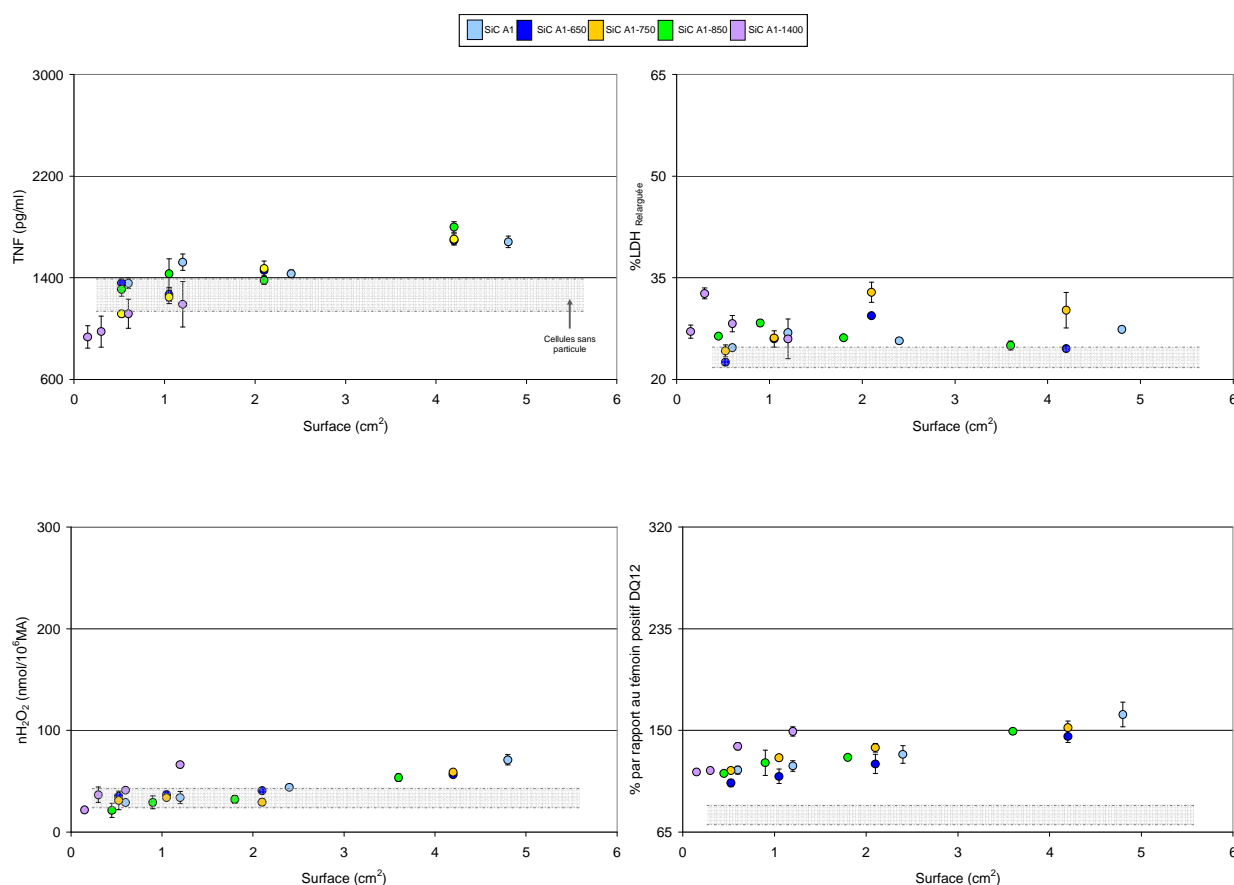 SiC A1 SiC A1-650 SiC A1-750 SiC A1-850 SiC A1-1400
3000
2200
1400
600
TNF (pg/ml)
Cellules sans
particule
0 1 2 3 4 5 6
Surface (cm²)
65
50
35
20
%LDH Relarguée
0 1 2 3 4 5 6
Surface (cm²)
300
200
100
0
nH₂O₂ (nmol/10⁶MA)
0 1 2 3 4 5 6
Surface (cm²)
320
235
150
65
% par rapport au témoin positif DQ12
0 1 2 3 4 5 6
Surface (cm²)